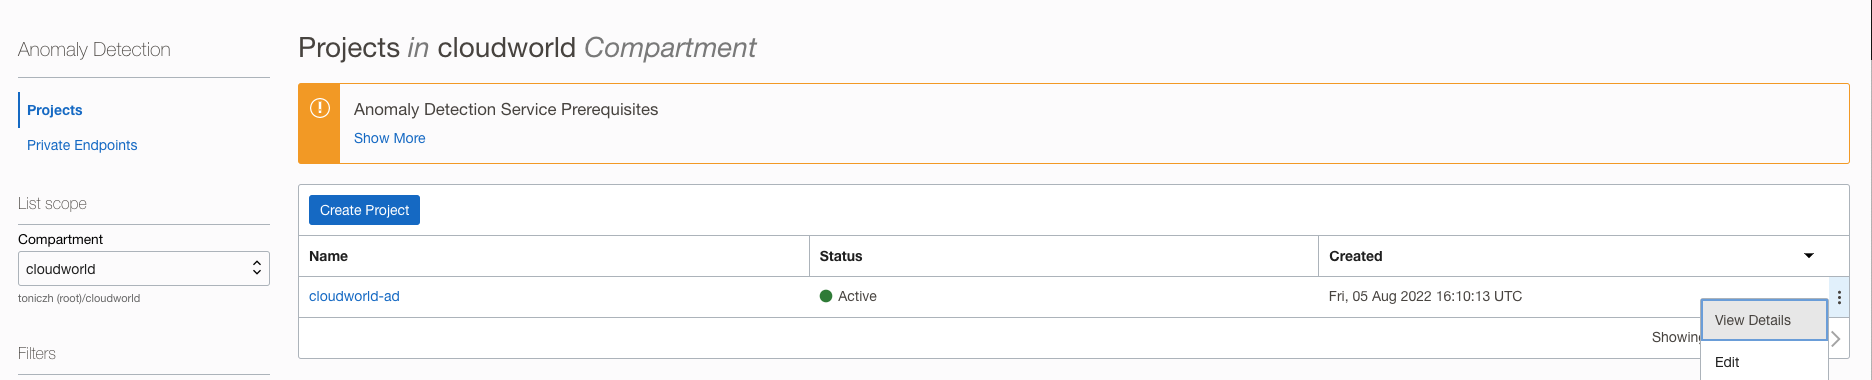 Anomaly Detection
Projects
Private Endpoints
List scope
Compartment
cloudworld
toniczh (root)/cloudworld
Filters
Projects in cloudworld Compartment
Anomaly Detection Service Prerequisites
Show More
Create Project
Name Status Created
cloudworld-ad Active Fri, 05 Aug 2022 16:10:13 UTC
View Details
Edit